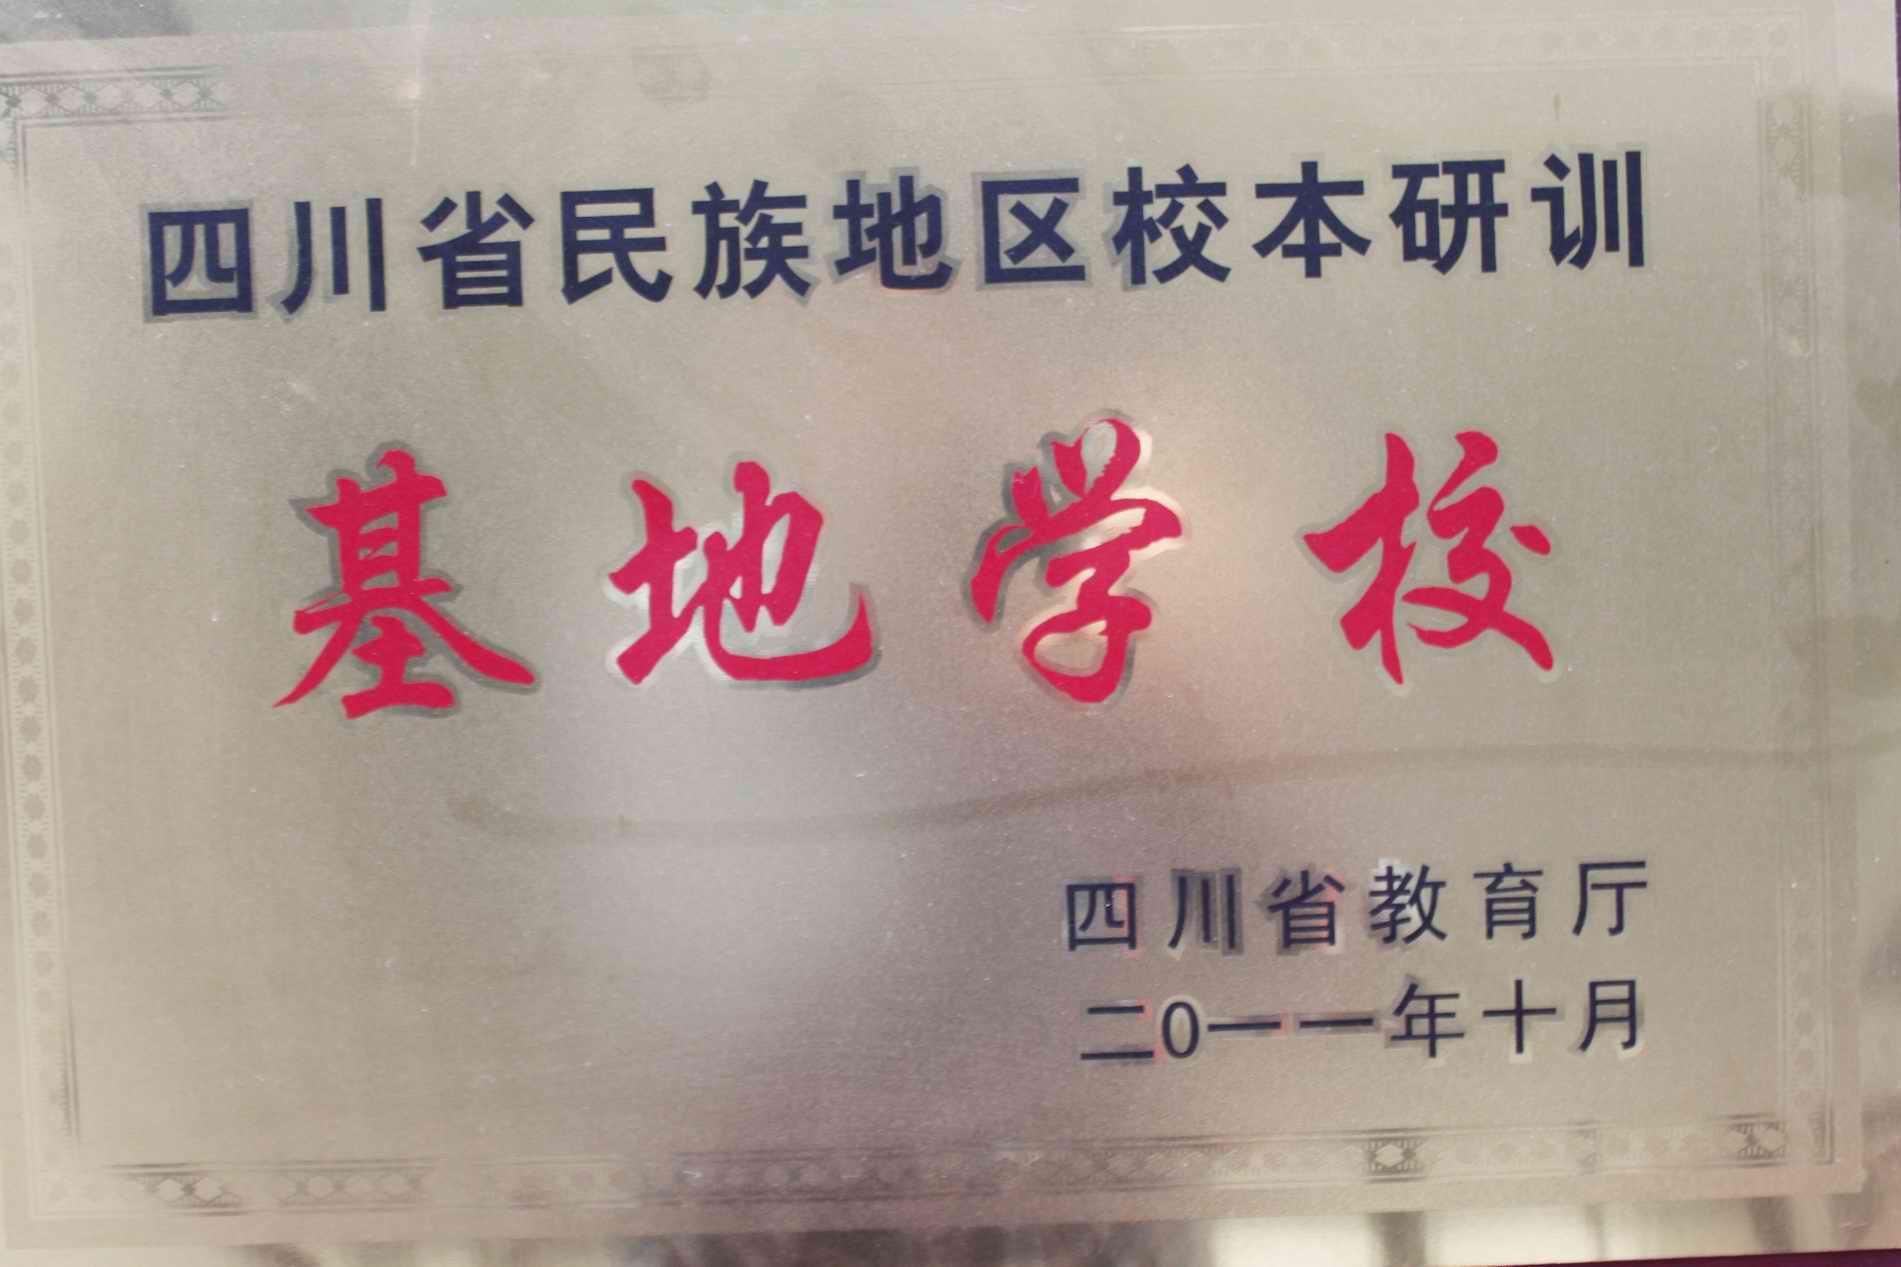 四川省民族地区校本研训
基地学校
四川省教育厅
二0一一年十月